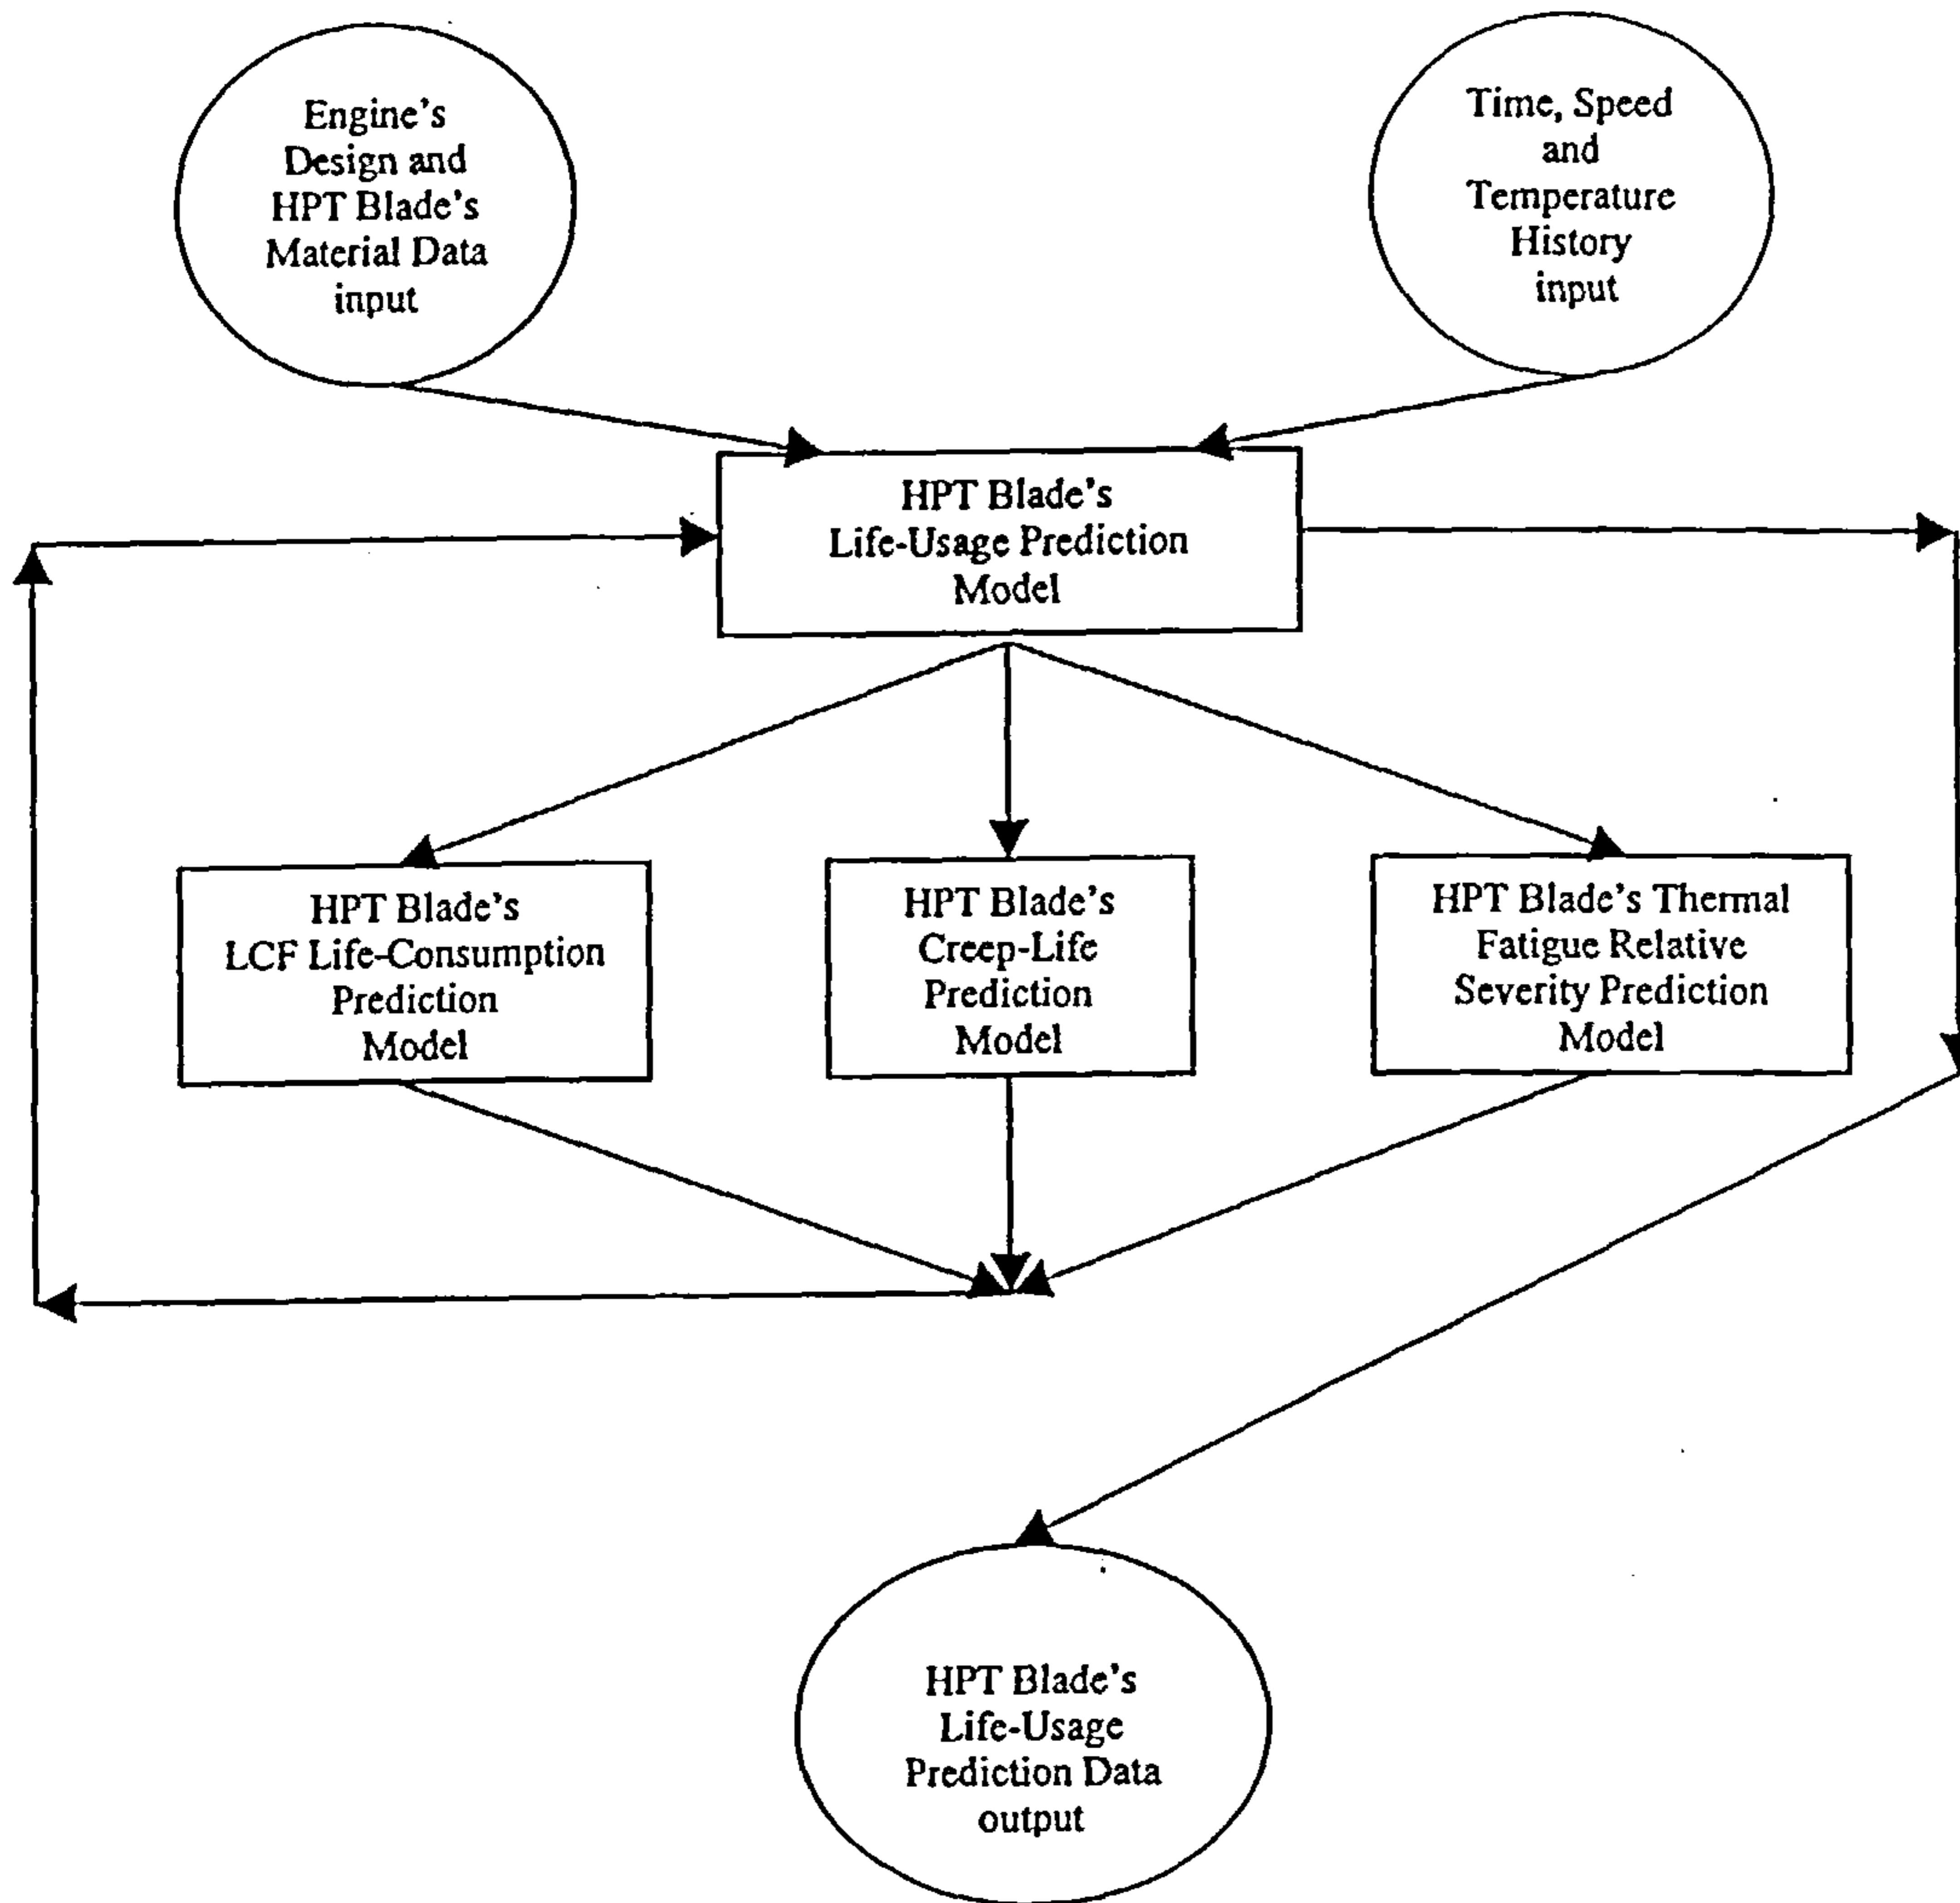 Engine's
Design and
HPT Blade's
Material Data
input
Time, Speed
and
Temperature
History
input
HPT Blade's
Life-Usage Prediction
Model
HPT Blade's
LCF Life-Consumption
Prediction
Model
HPT Blade's
Creep-Life
Prediction
Model
HPT Blade's Thermal
Fatigue Relative
Severity Prediction
Model
HPT Blade's
Life-Usage
Prediction Data
output